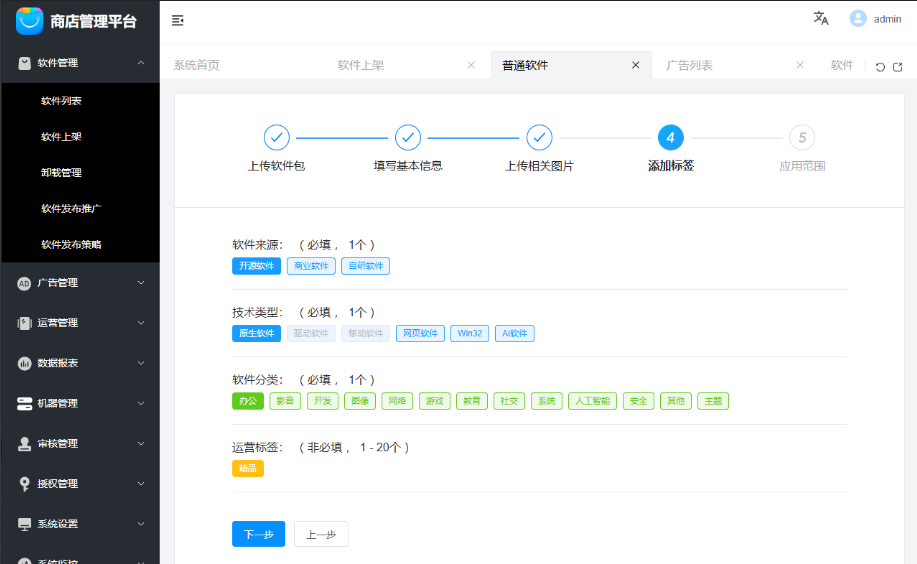 商店管理平台
admin
软件管理
软件列表
软件上架
卸载管理
软件发布推广
软件发布策略
AD 广告管理
运营管理
数据报表
机器管理
审核管理
授权管理
系统设置
系统监控
系统首页 软件上架 普通软件 广告列表 软件
4 5
上传软件包 填写基本信息 上传相关图片 添加标签 应用范围
软件来源： （ 必填 ， 1个 ）
开源软件 商业软件 自研软件
技术类型： （ 必填 ， 1个 ）
原生软件 驱动软件 移动软件 网页软件 Win32 AI软件
软件分类： （ 必填 ， 1个 ）
办公 影音 开发 图像 网络 游戏 教育 社交 系统 人工智能 安全 其他 主题
运营标签： （ 非必填 ， 1 - 20个 ）
精品
下一步 上一步